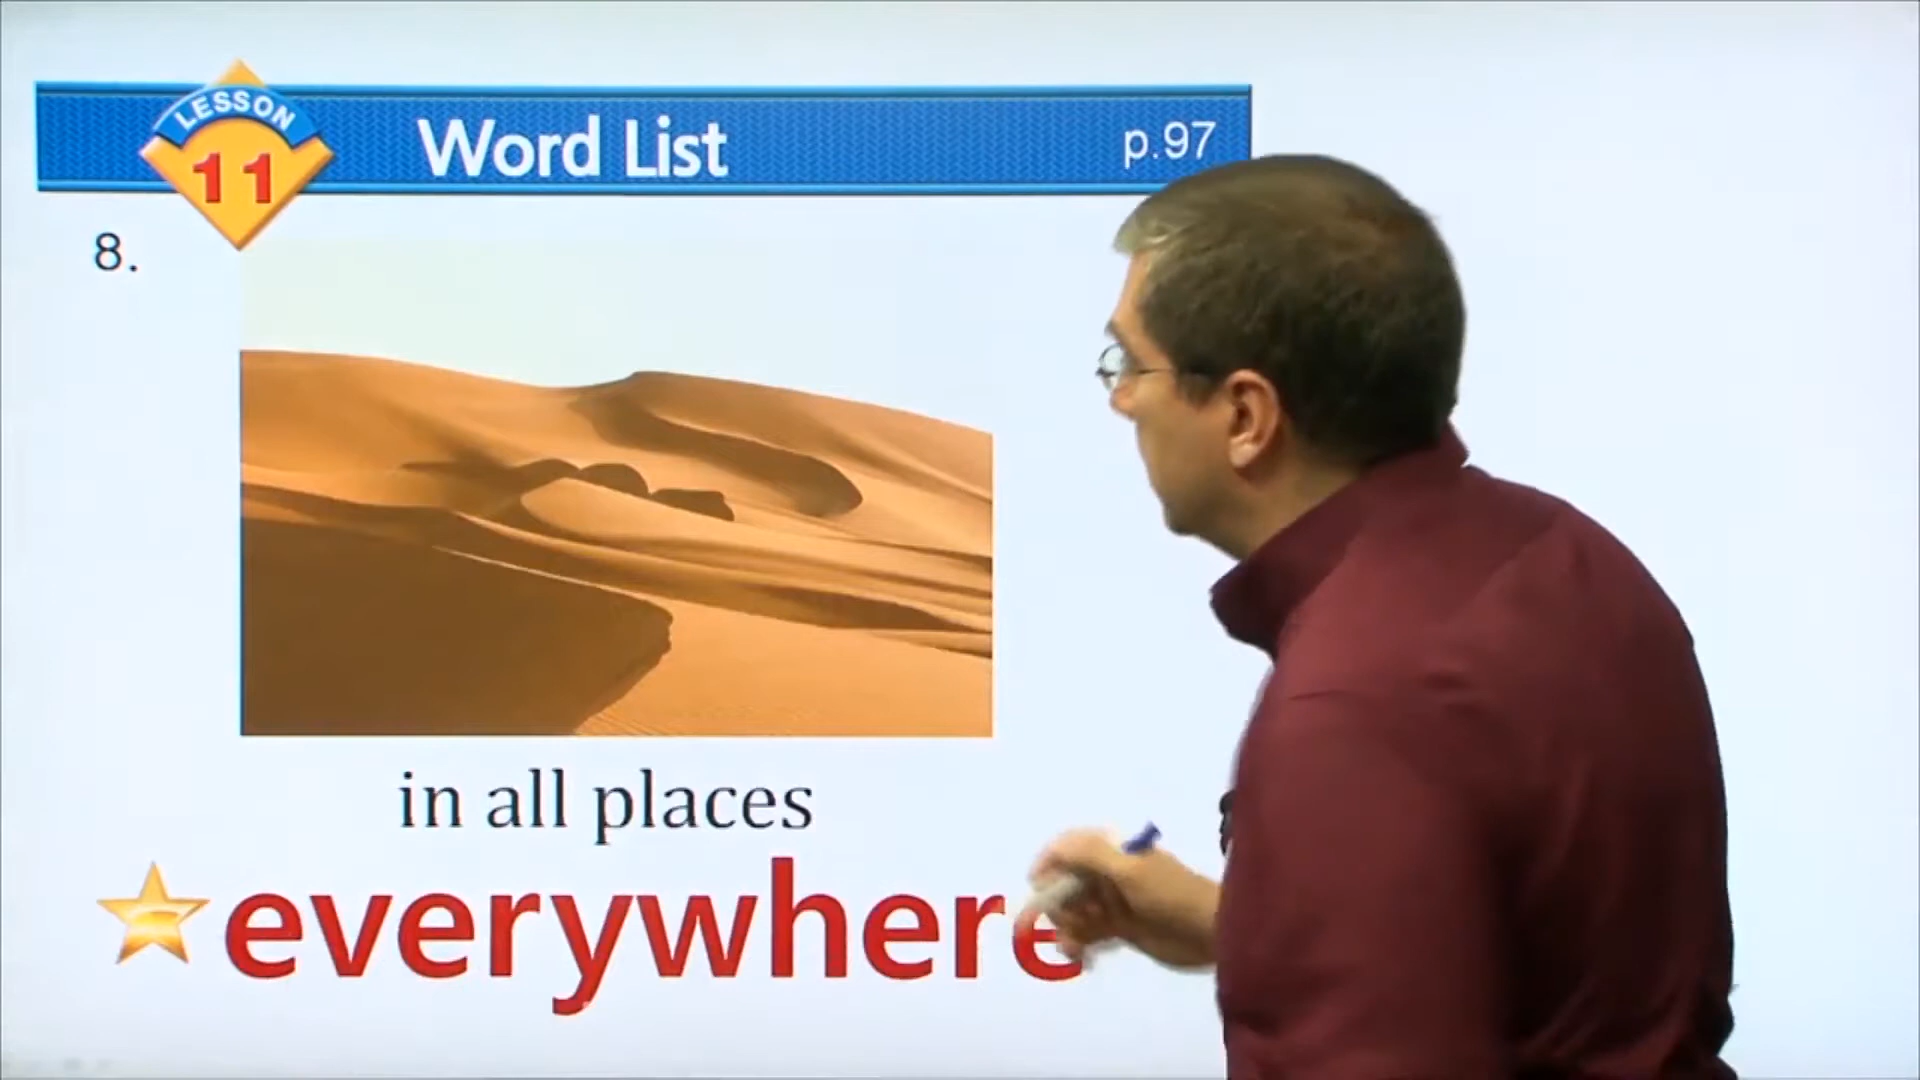 LESSON
11
Word List
p.97
8.
in all places
everywhere